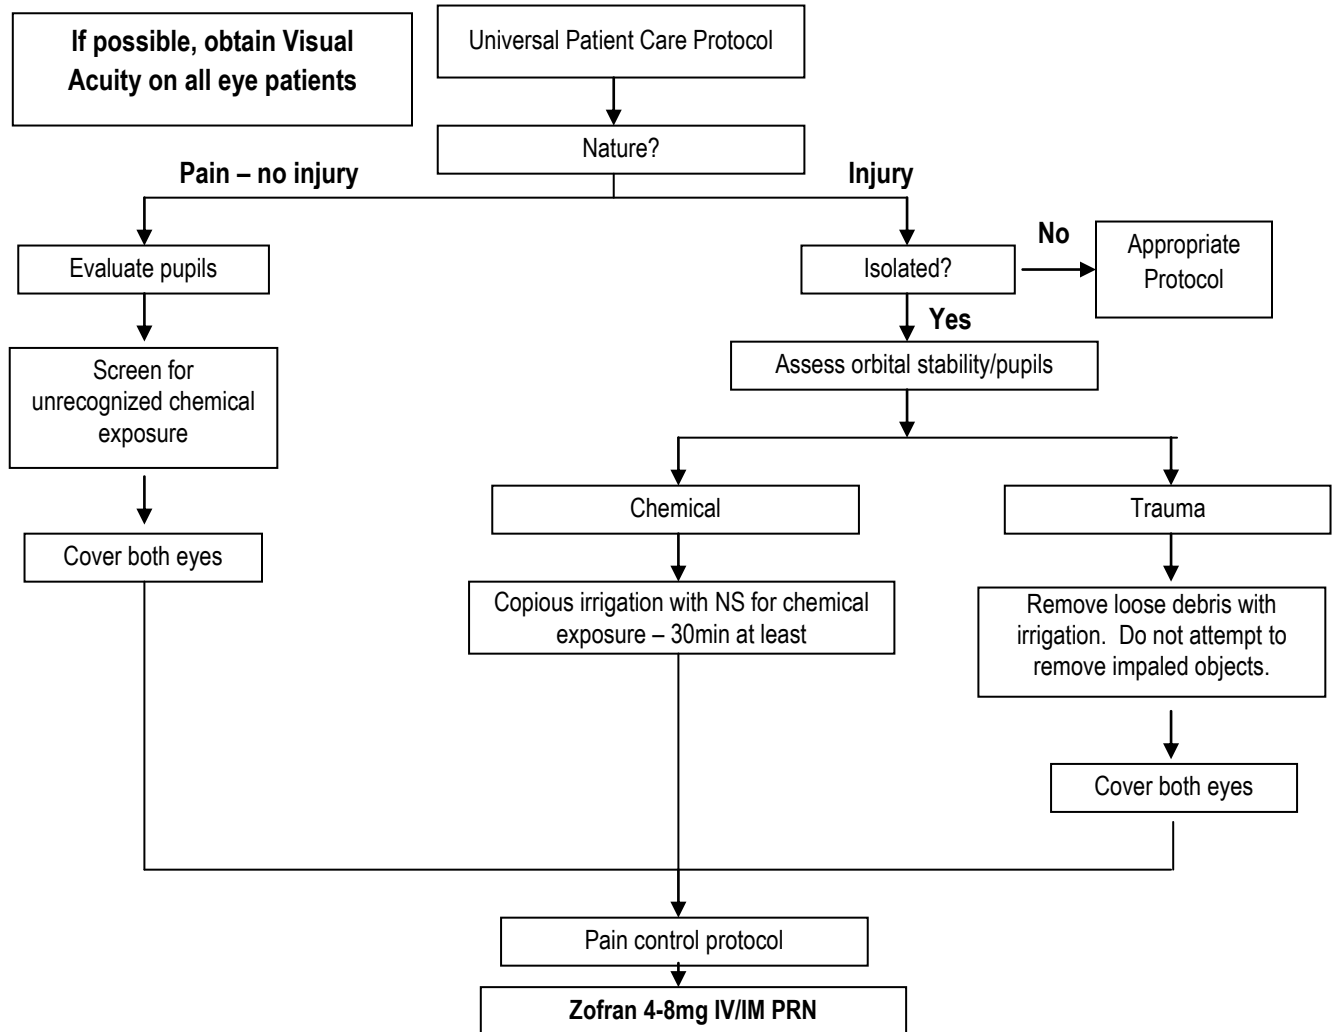 If possible, obtain Visual
Acuity on all eye patients
Universal Patient Care Protocol
Nature?
Pain – no injury
Injury
Evaluate pupils
Isolated?
No
Appropriate
Protocol
Yes
Screen for
unrecognized chemical
exposure
Assess orbital stability/pupils
Chemical
Trauma
Cover both eyes
Copious irrigation with NS for chemical
exposure – 30min at least
Remove loose debris with
irrigation. Do not attempt to
remove impaled objects.
Cover both eyes
Pain control protocol
Zofran 4-8mg IV/IM PRN